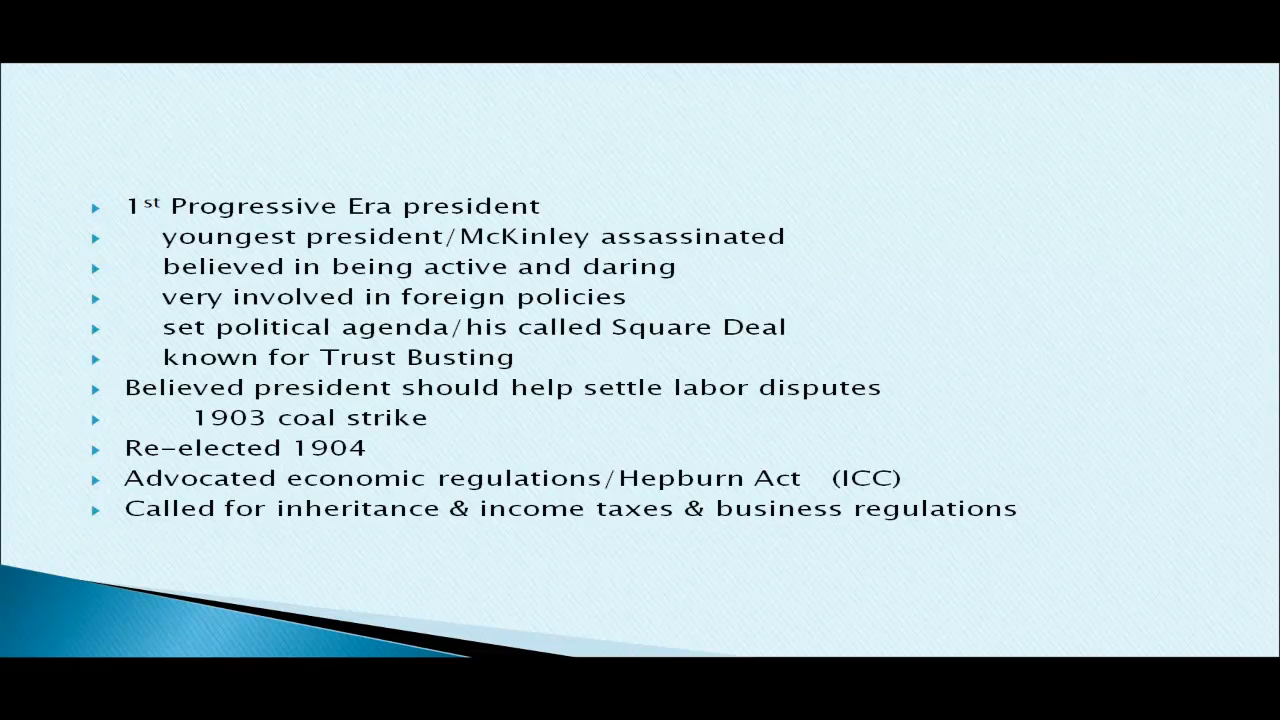 1st Progressive Era president
youngest president/McKinley assassinated
believed in being active and daring
very involved in foreign policies
set political agenda/his called Square Deal
known for Trust Busting
Believed president should help settle labor disputes
1903 coal strike
Re-elected 1904
Advocated economic regulations/Hepburn Act (ICC)
Called for inheritance & income taxes & business regulations